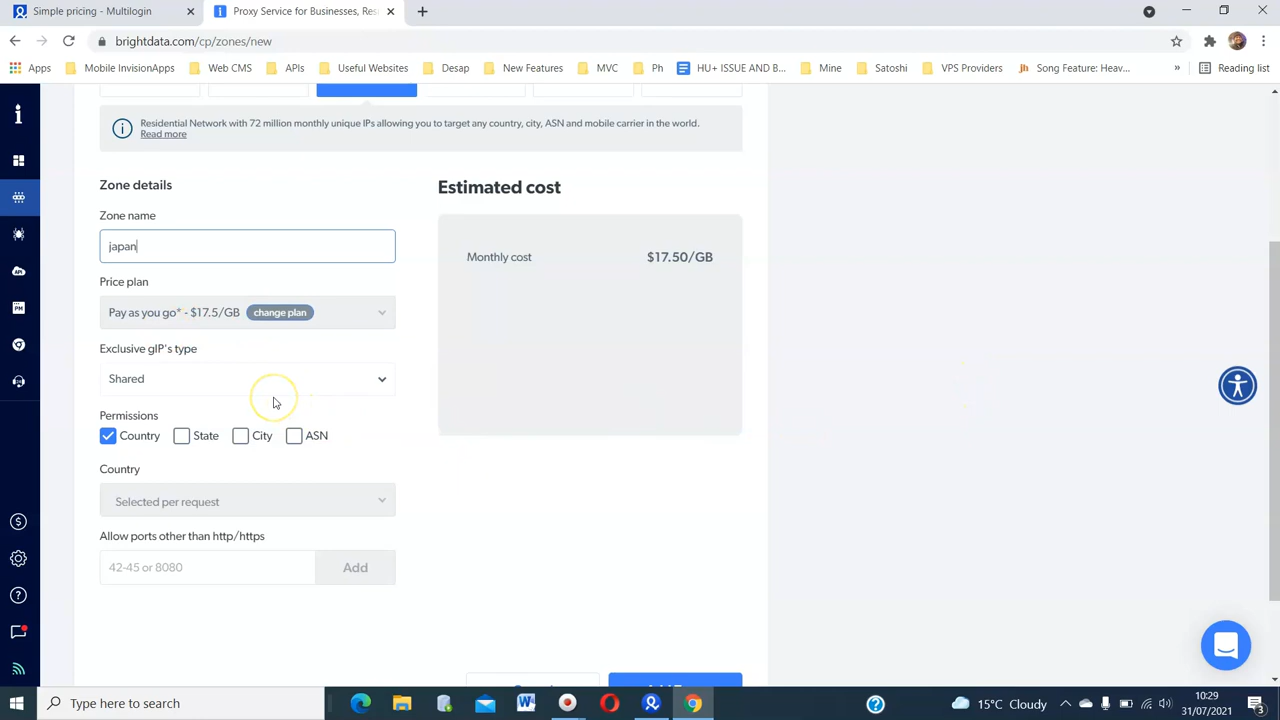 Simple pricing - Multilogin
Proxy Service for Businesses, Res
brightdata.com/cp/zones/new
Apps Mobile InvisionApps Web CMS APIs Useful Websites Desap New Features MVC Ph HU+ ISSUE AND B... Mine Satoshi VPS Providers jh Song Feature: Heav... » Reading list
Residential Network with 72 million monthly unique IPs allowing you to target any country, city, ASN and mobile carrier in the world.
Read more
Zone details
Zone name
japan
Price plan
Pay as you go* - $17.5/GB change plan
Exclusive gIP's type
Shared
Permissions
Country State City ASN
Country
Selected per request
Allow ports other than http/https
42-45 or 8080 Add
Estimated cost
Monthly cost $17.50/GB
API
PM
Type here to search
15°C Cloudy
10:29
31/07/2021
3